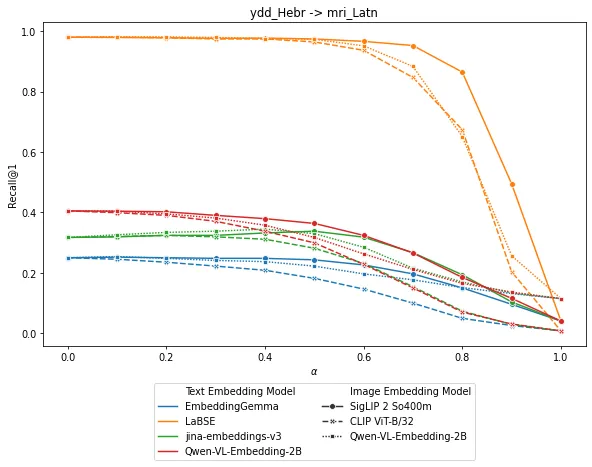 ydd_Hebr -> mri_Latn
1.0
0.8
0.6
0.4
0.2
0.0
Recall@1
0.0 0.2 0.4 0.6 0.8 1.0
α
Text Embedding Model
EmbeddingGemma
LaBSE
jina-embeddings-v3
Qwen-VL-Embedding-2B
Image Embedding Model
SigLIP 2 So400m
CLIP ViT-B/32
Qwen-VL-Embedding-2B